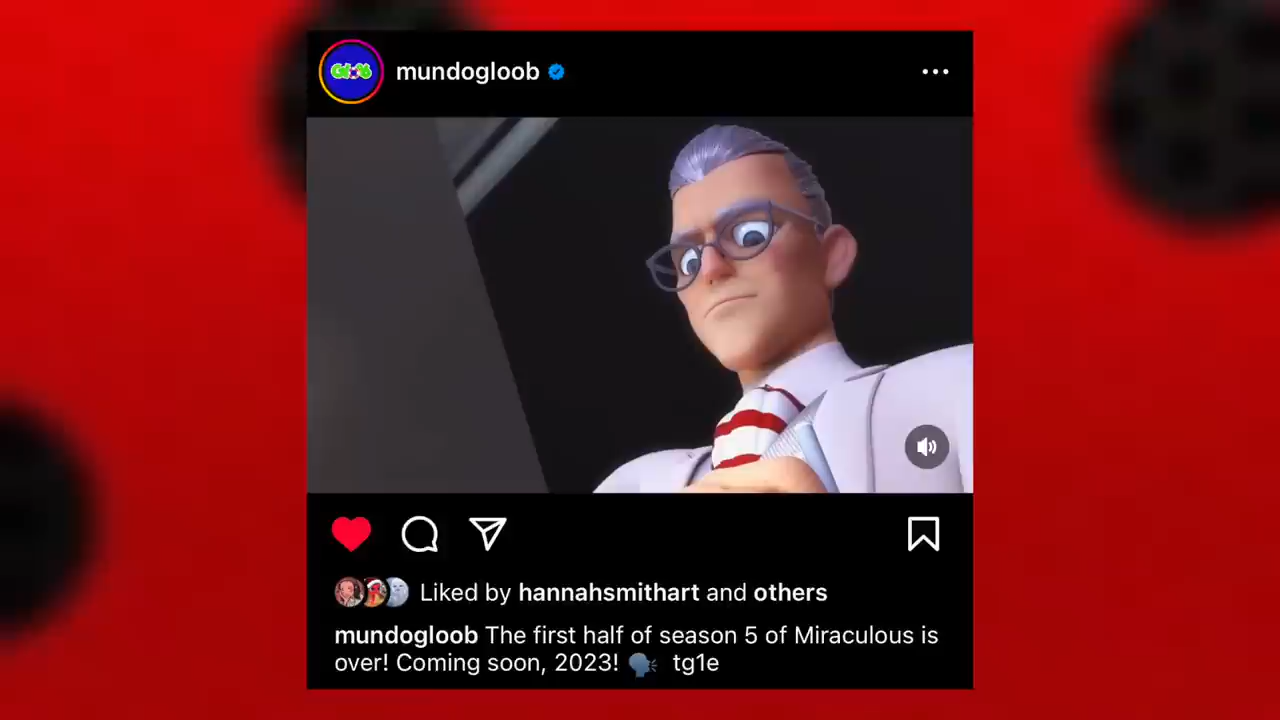 Gloob
mundogloob
Liked by hannahsmithart and others
mundogloob The first half of season 5 of Miraculous is
over! Coming soon, 2023! 🗣️ tg1e